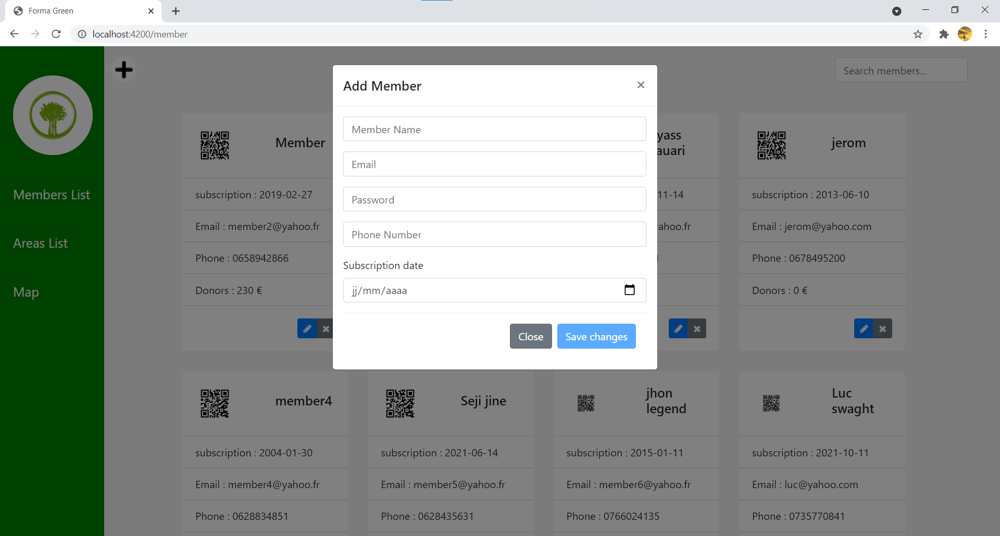 Forma Green
localhost:4200/member
Search members...
Members List
Areas List
Map
Add Member
Member Name
Email
Password
Phone Number
Subscription date
jj/mm/aaaa
Close
Save changes
Member
subscription : 2019-02-27
Email : member2@yahoo.fr
Phone : 0658942866
Donors : 230 €
yass
auari
11-14
ahoo.fr
jerom
subscription : 2013-06-10
Email : jerom@yahoo.com
Phone : 0678495200
Donors : 0 €
member4
subscription : 2004-01-30
Email : member4@yahoo.fr
Phone : 0628834851
Seji jine
subscription : 2021-06-14
Email : member5@yahoo.fr
Phone : 0628435631
jhon
legend
subscription : 2015-01-11
Email : member6@yahoo.fr
Phone : 0766024135
Luc
swaght
subscription : 2021-10-11
Email : luc@yahoo.com
Phone : 0735770841